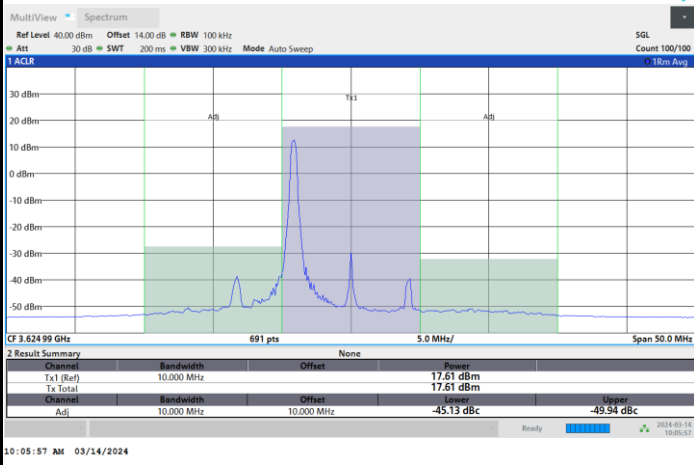 MultiView Spectrum
Ref Level 40.00 dBm Offset 14.00 dB RBW 100 kHz SGL
Att 30 dB SWT 200 ms VBW 300 kHz Mode Auto Sweep Count 100/100
1 ACLR 1Rm Avg
30 dBm
Tx1
20 dBm
Adj Adj
10 dBm
0 dBm
-10 dBm
-20 dBm
-30 dBm
-40 dBm
-50 dBm
CF 3.62499 GHz 691 pts 5.0 MHz/ Span 50.0 MHz
2 Result Summary None
Channel Bandwidth Offset Power
Tx1 (Ref) 10.000 MHz 17.61 dBm
Tx Total 17.61 dBm
Channel Bandwidth Offset Lower Upper
Adj 10.000 MHz 10.000 MHz -45.13 dBc -49.94 dBc
Ready 2024-03-14
10:05:57
10:05:57 AM 03/14/2024